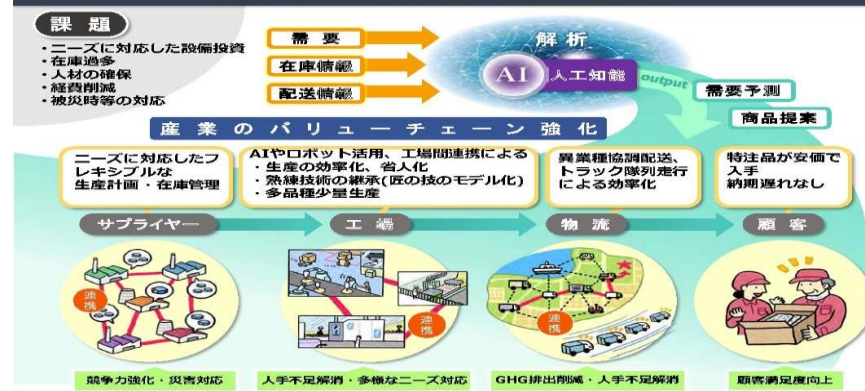 課題
・ニーズに対応した設備投資
・在庫過多
・人材の確保
・経費削減
・被災時等の対応
需要
在庫情報
配送情報
解析
AI 人工知能
output
需要予測
商品提案
産業のバリューチェーン強化
ニーズに対応したフ
レキシブルな
生産計画・在庫管理
AIやロボット活用、工場間連携による
・生産の効率化、省人化
・熟練技術の継承(匠の技のモデル化)
・多品種少量生産
異業種協調配送、
トラック隊列走行
による効率化
特注品が安価で
入手
納期遅れなし
サプライヤー
工場
物流
顧客
連携
連携
連携
競争力強化・災害対応
人手不足解消・多様なニーズ対応
GHG排出削減・人手不足解消
顧客満足度向上